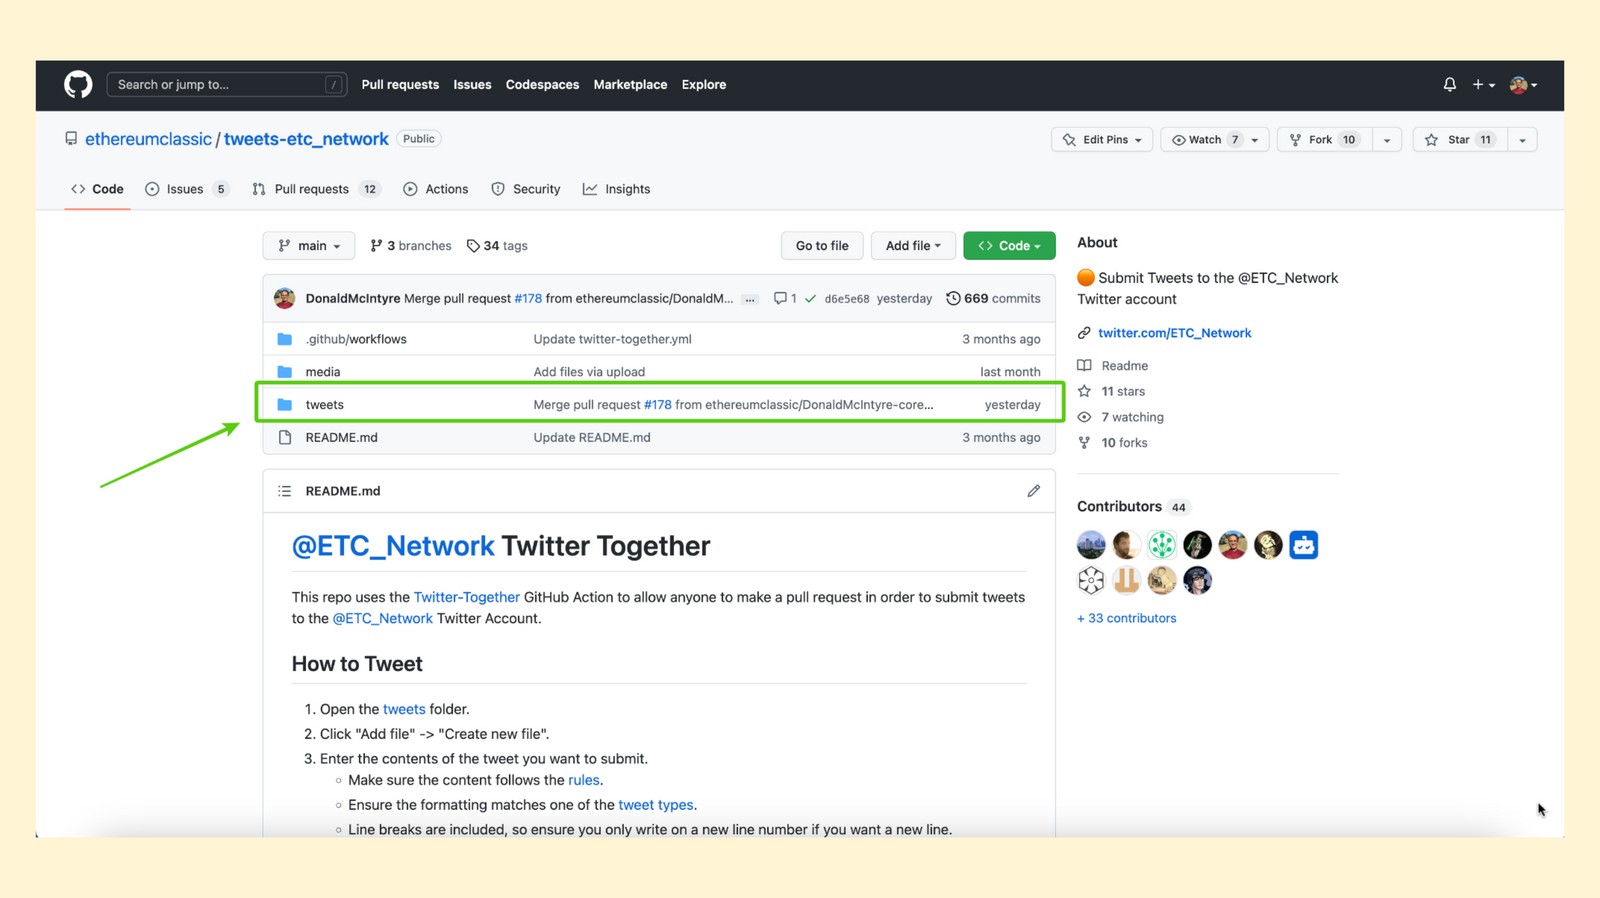 Search or jump to... /
Pull requests Issues Codespaces Marketplace Explore
ethereumclassic / tweets-etc_network Public
Edit Pins Watch 7 Fork 10 Star 11
Code Issues 5 Pull requests 12 Actions Security Insights
main 3 branches 34 tags Go to file Add file Code
DonaldMcIntyre Merge pull request #178 from ethereumclassic/DonaldM... ... 1 d6e5e68 yesterday 669 commits
.github/workflows Update twitter-together.yml 3 months ago
media Add files via upload last month
tweets Merge pull request #178 from ethereumclassic/DonaldMcIntyre-core... yesterday
README.md Update README.md 3 months ago
README.md
@ETC_Network Twitter Together
This repo uses the Twitter-Together GitHub Action to allow anyone to make a pull request in order to submit tweets
to the @ETC_Network Twitter Account.
How to Tweet
1. Open the tweets folder.
2. Click "Add file" -> "Create new file".
3. Enter the contents of the tweet you want to submit.
Make sure the content follows the rules.
Ensure the formatting matches one of the tweet types.
Line breaks are included, so ensure you only write on a new line number if you want a new line.
About
Submit Tweets to the @ETC_Network
Twitter account
twitter.com/ETC_Network
Readme
11 stars
7 watching
10 forks
Contributors 44
+ 33 contributors